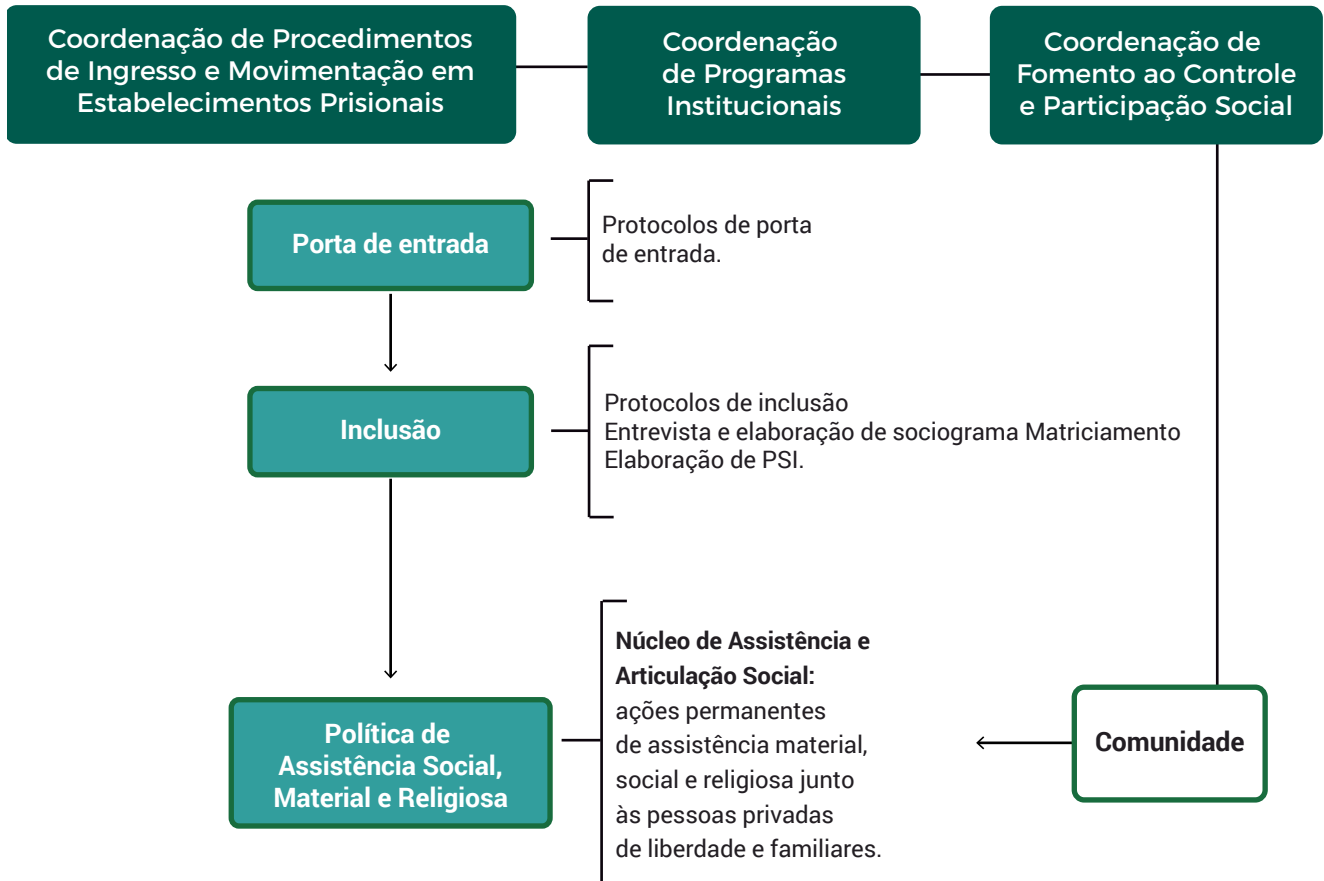 Coordenação de Procedimentos
de Ingresso e Movimentação em
Estabelecimentos Prisionais
Coordenação
de Programas
Institucionais
Coordenação de
Fomento ao Controle
e Participação Social
Porta de entrada
Protocolos de porta
de entrada.
Inclusão
Protocolos de inclusão
Entrevista e elaboração de sociograma Matriciamento
Elaboração de PSI.
Política de
Assistência Social,
Material e Religiosa
Núcleo de Assistência e
Articulação Social:
ações permanentes
de assistência material,
social e religiosa junto
às pessoas privadas
de liberdade e familiares.
Comunidade